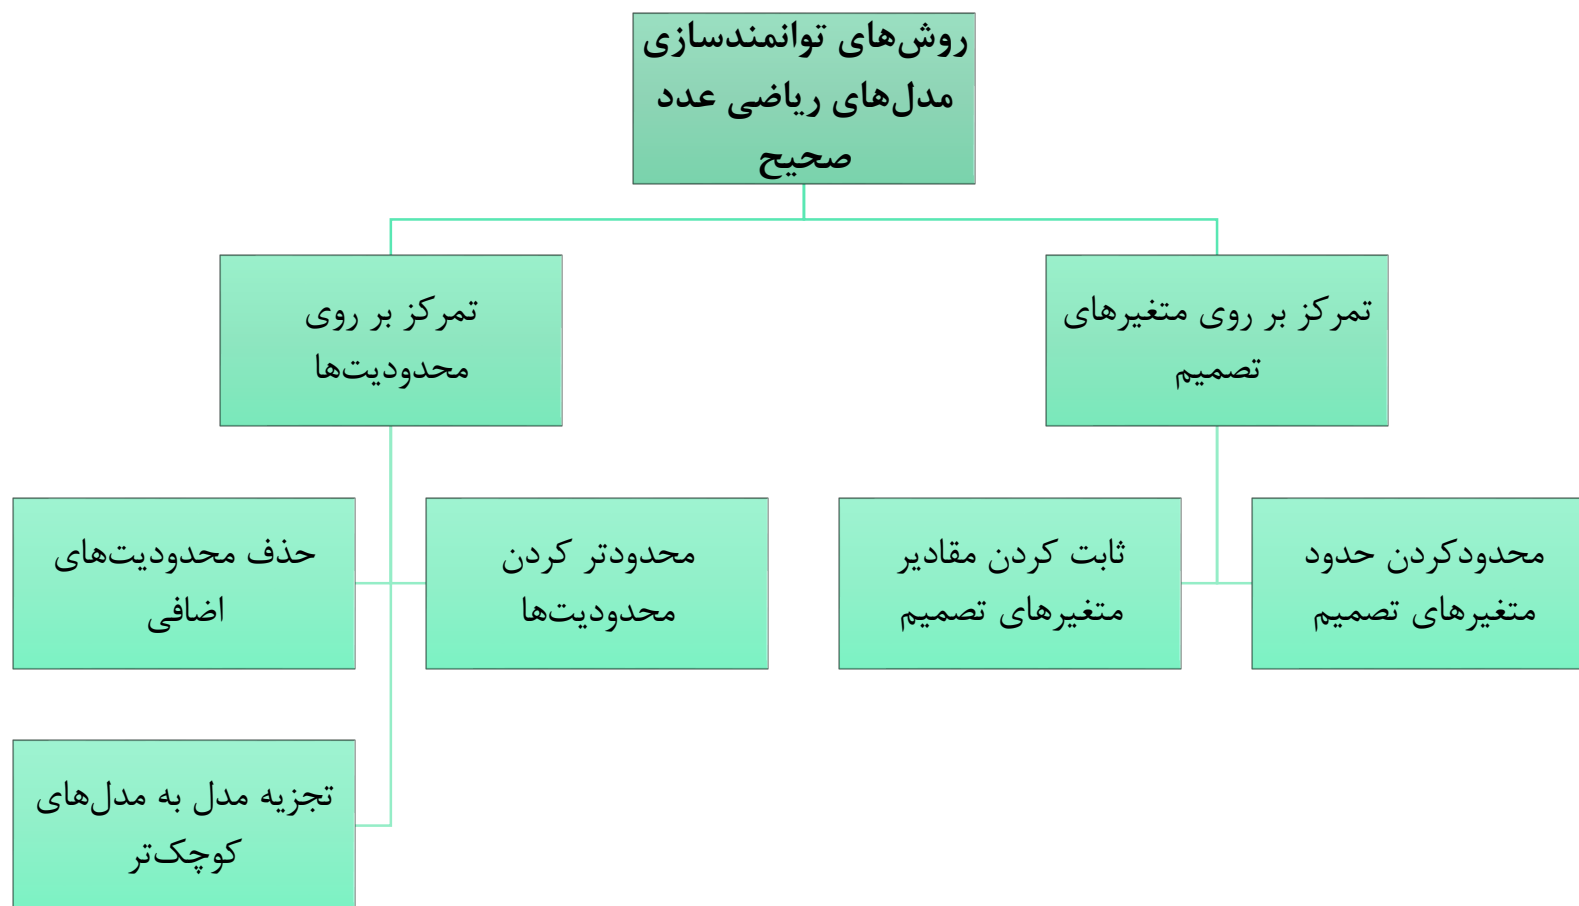 روش‌های توانمندسازی
مدل‌های ریاضی عدد
صحیح
تمرکز بر روی متغیرهای
تصمیم
تمرکز بر روی
محدودیت‌ها
محدودکردن حدود
متغیرهای تصمیم
ثابت کردن مقادیر
متغیرهای تصمیم
محدودتر کردن
محدودیت‌ها
حذف محدودیت‌های
اضافی
تجزیه مدل به مدل‌های
کوچک‌تر